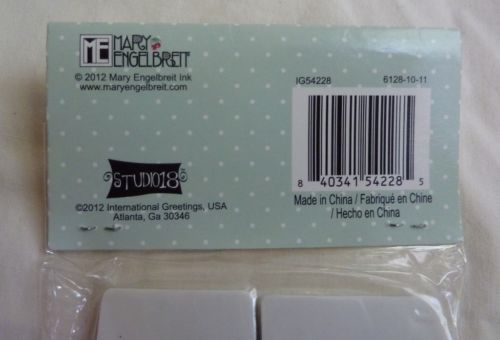 ME MARY ENGELBREIT
© 2012 Mary Engelbreit Ink
www.maryengelbreit.com
STUDIO18
©2012 International Greetings, USA
Atlanta, Ga 30346
IG54228 6128-10-11
8 40341 54228 5
Made in China / Fabriqué en Chine
/ Hecho en China